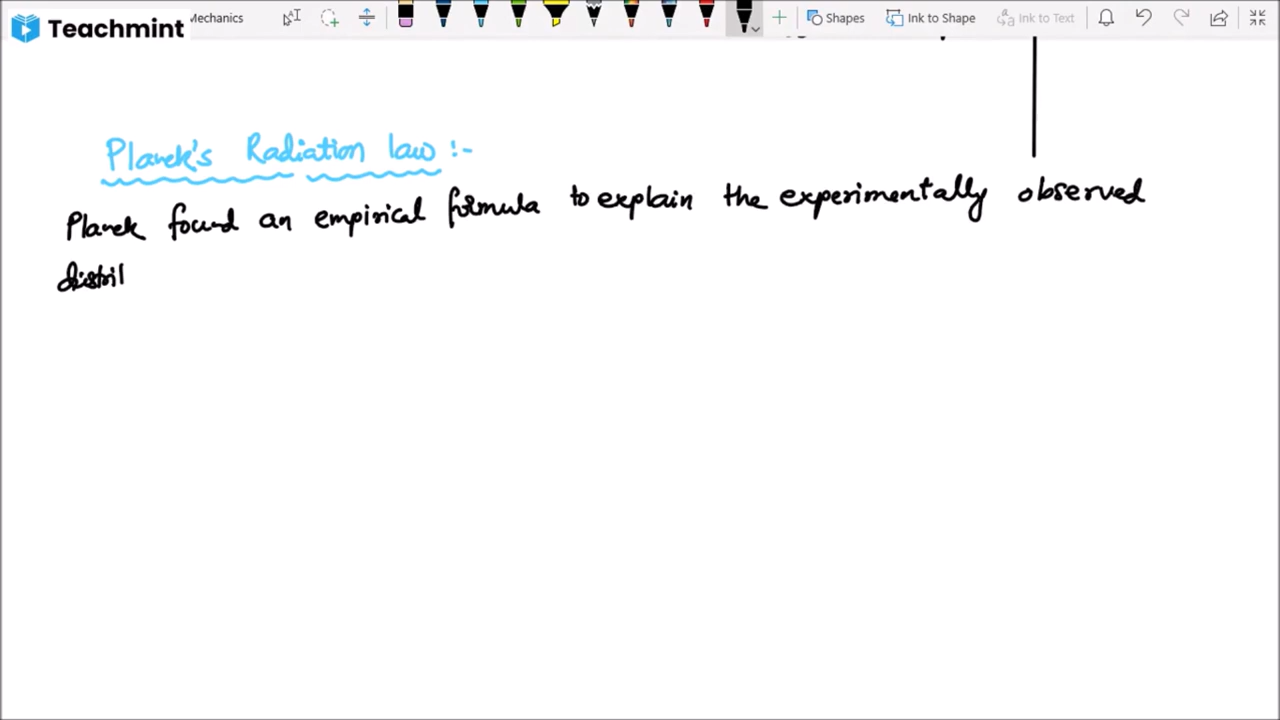 Teachmint
Mechanics
Shapes
Ink to Shape
Ink to Text
Planck's Radiation law :-
Planck found an empirical formula to explain the experimentally observed
distril